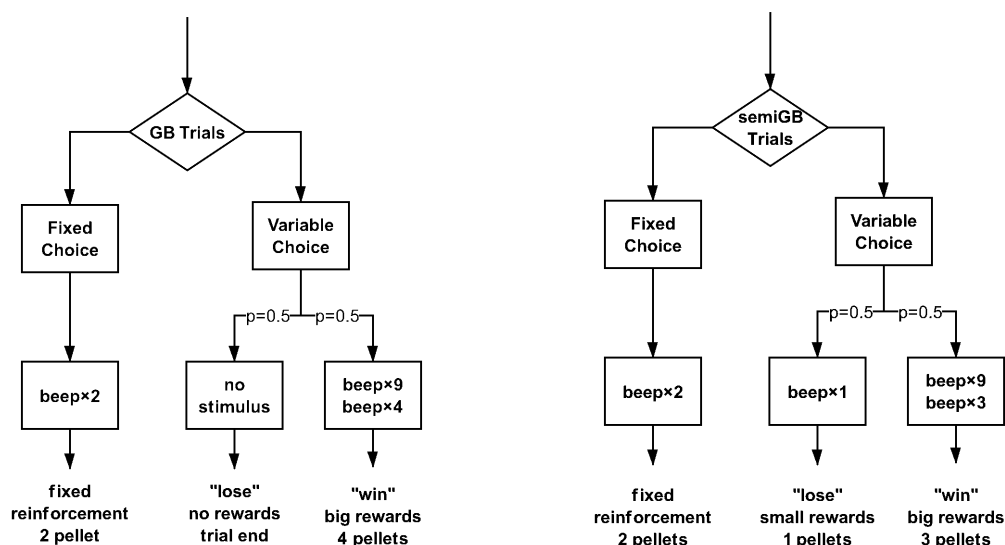 GB Trials
Fixed
Choice
Variable
Choice
p=0.5
p=0.5
beep×2
no
stimulus
beep×9
beep×4
fixed
reinforcement
2 pellet
"lose"
no rewards
trial end
"win"
big rewards
4 pellets
semiGB
Trials
Fixed
Choice
Variable
Choice
p=0.5
p=0.5
beep×2
beep×1
beep×9
beep×3
fixed
reinforcement
2 pellets
"lose"
small rewards
1 pellets
"win"
big rewards
3 pellets